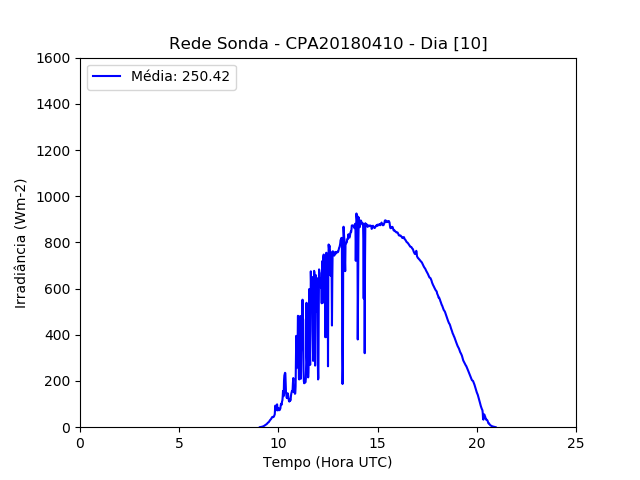 Rede Sonda - CPA20180410 - Dia [10]
Média: 250.42
1600
1400
1200
1000
800
600
400
200
0
Irradiância (Wm-2)
0 5 10 15 20 25
Tempo (Hora UTC)